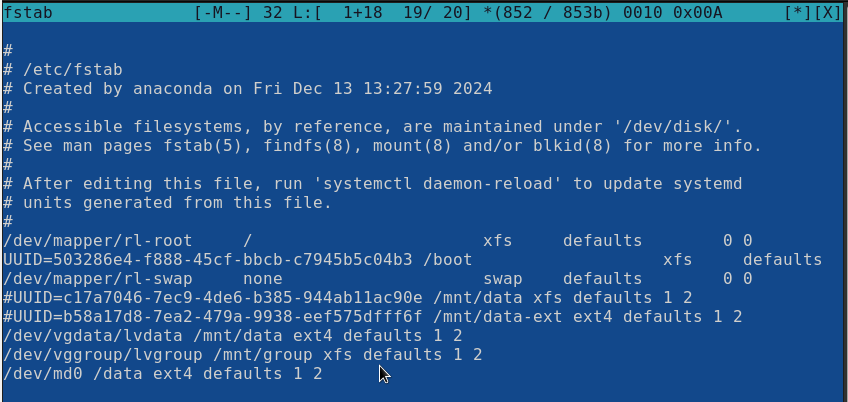 fstab [-M--] 32 L:[ 1+18 19/ 20] *(852 / 853b) 0010 0x00A [*][X]
#
# /etc/fstab
# Created by anaconda on Fri Dec 13 13:27:59 2024
#
# Accessible filesystems, by reference, are maintained under '/dev/disk/'.
# See man pages fstab(5), findfs(8), mount(8) and/or blkid(8) for more info.
#
# After editing this file, run 'systemctl daemon-reload' to update systemd
# units generated from this file.
#
/dev/mapper/rl-root / xfs defaults 0 0
UUID=503286e4-f888-45cf-bbcb-c7945b5c04b3 /boot xfs defaults
/dev/mapper/rl-swap none swap defaults 0 0
#UUID=c17a7046-7ec9-4de6-b385-944ab11ac90e /mnt/data xfs defaults 1 2
#UUID=b58a17d8-7ea2-479a-9938-eef575dfff6f /mnt/data-ext ext4 defaults 1 2
/dev/vgdata/lvdata /mnt/data ext4 defaults 1 2
/dev/vggroup/lvgroup /mnt/group xfs defaults 1 2
/dev/md0 /data ext4 defaults 1 2